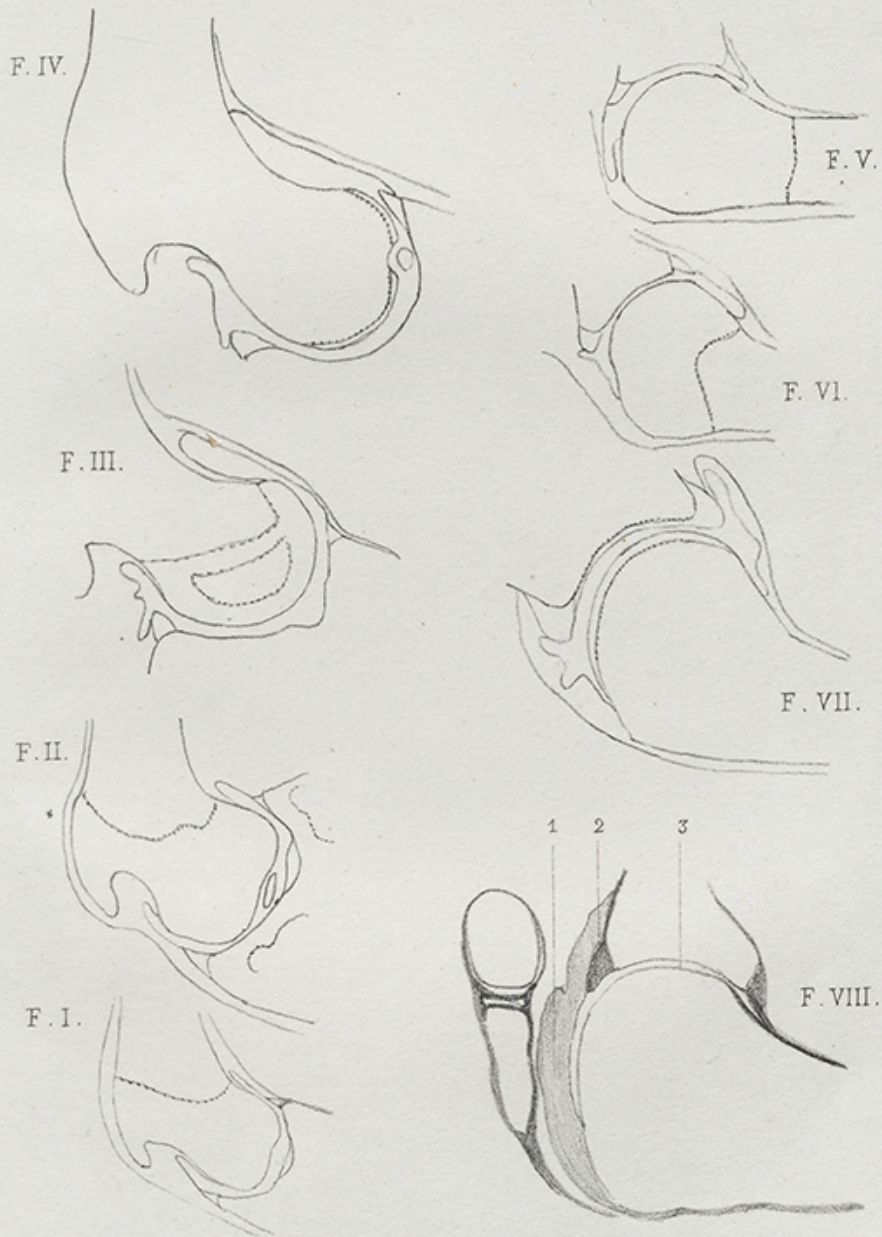 F. IV.
F. V.
F. VI.
F. III.
F. VII.
F. II.
1 2 3
F. VIII.
F. I.